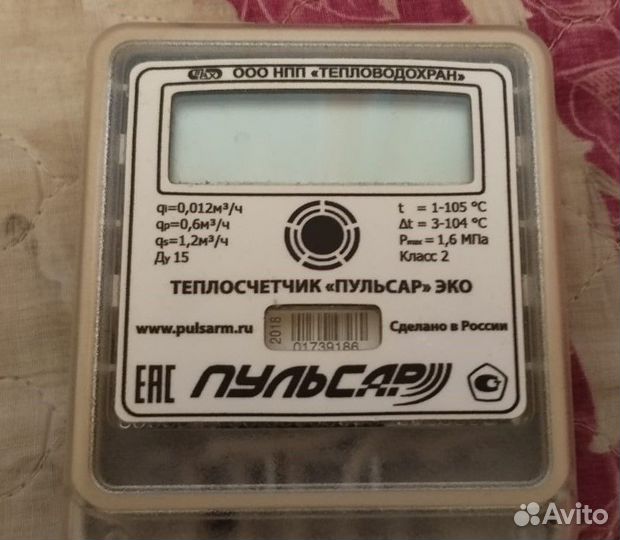 ООО НПП «ТЕПЛОВОДОХРАН»
qi=0,012м³/ч
qp=0,6м³/ч
qs=1,2м³/ч
Ду 15
t = 1-105 °C
Δt = 3-104 °C
Pmax = 1,6 МПа
Класс 2
ТЕПЛОСЧЕТЧИК «ПУЛЬСАР» ЭКО
www.pulsarm.ru
2018
01739186
Сделано в России
ЕАС
ПУЛЬСАР
Avito